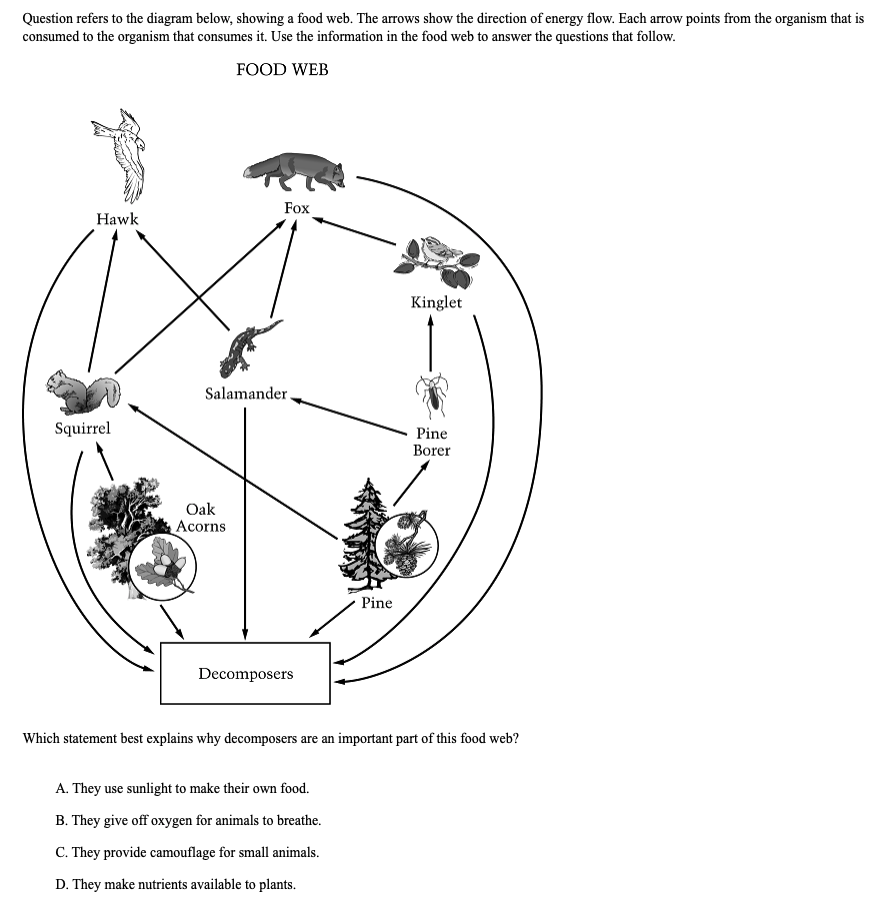 Question refers to the diagram below, showing a food web. The arrows show the direction of energy flow. Each arrow points from the organism that is
consumed to the organism that consumes it. Use the information in the food web to answer the questions that follow.
FOOD WEB
Hawk
Fox
Kinglet
Salamander
Squirrel
Pine
Borer
Oak
Acorns
Pine
Decomposers
Which statement best explains why decomposers are an important part of this food web?
A. They use sunlight to make their own food.
B. They give off oxygen for animals to breathe.
C. They provide camouflage for small animals.
D. They make nutrients available to plants.